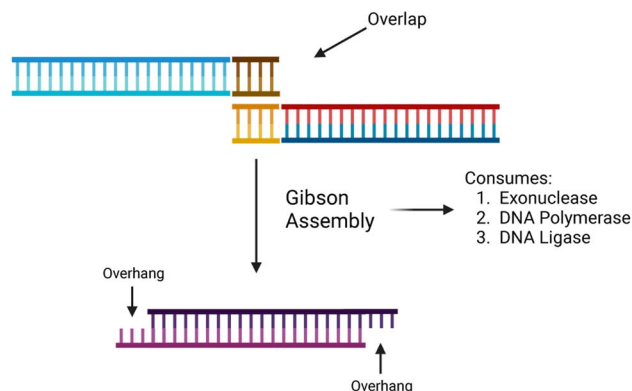 Overlap
Gibson
Assembly
Consumes:
1. Exonuclease
2. DNA Polymerase
3. DNA Ligase
Overhang
Overhang